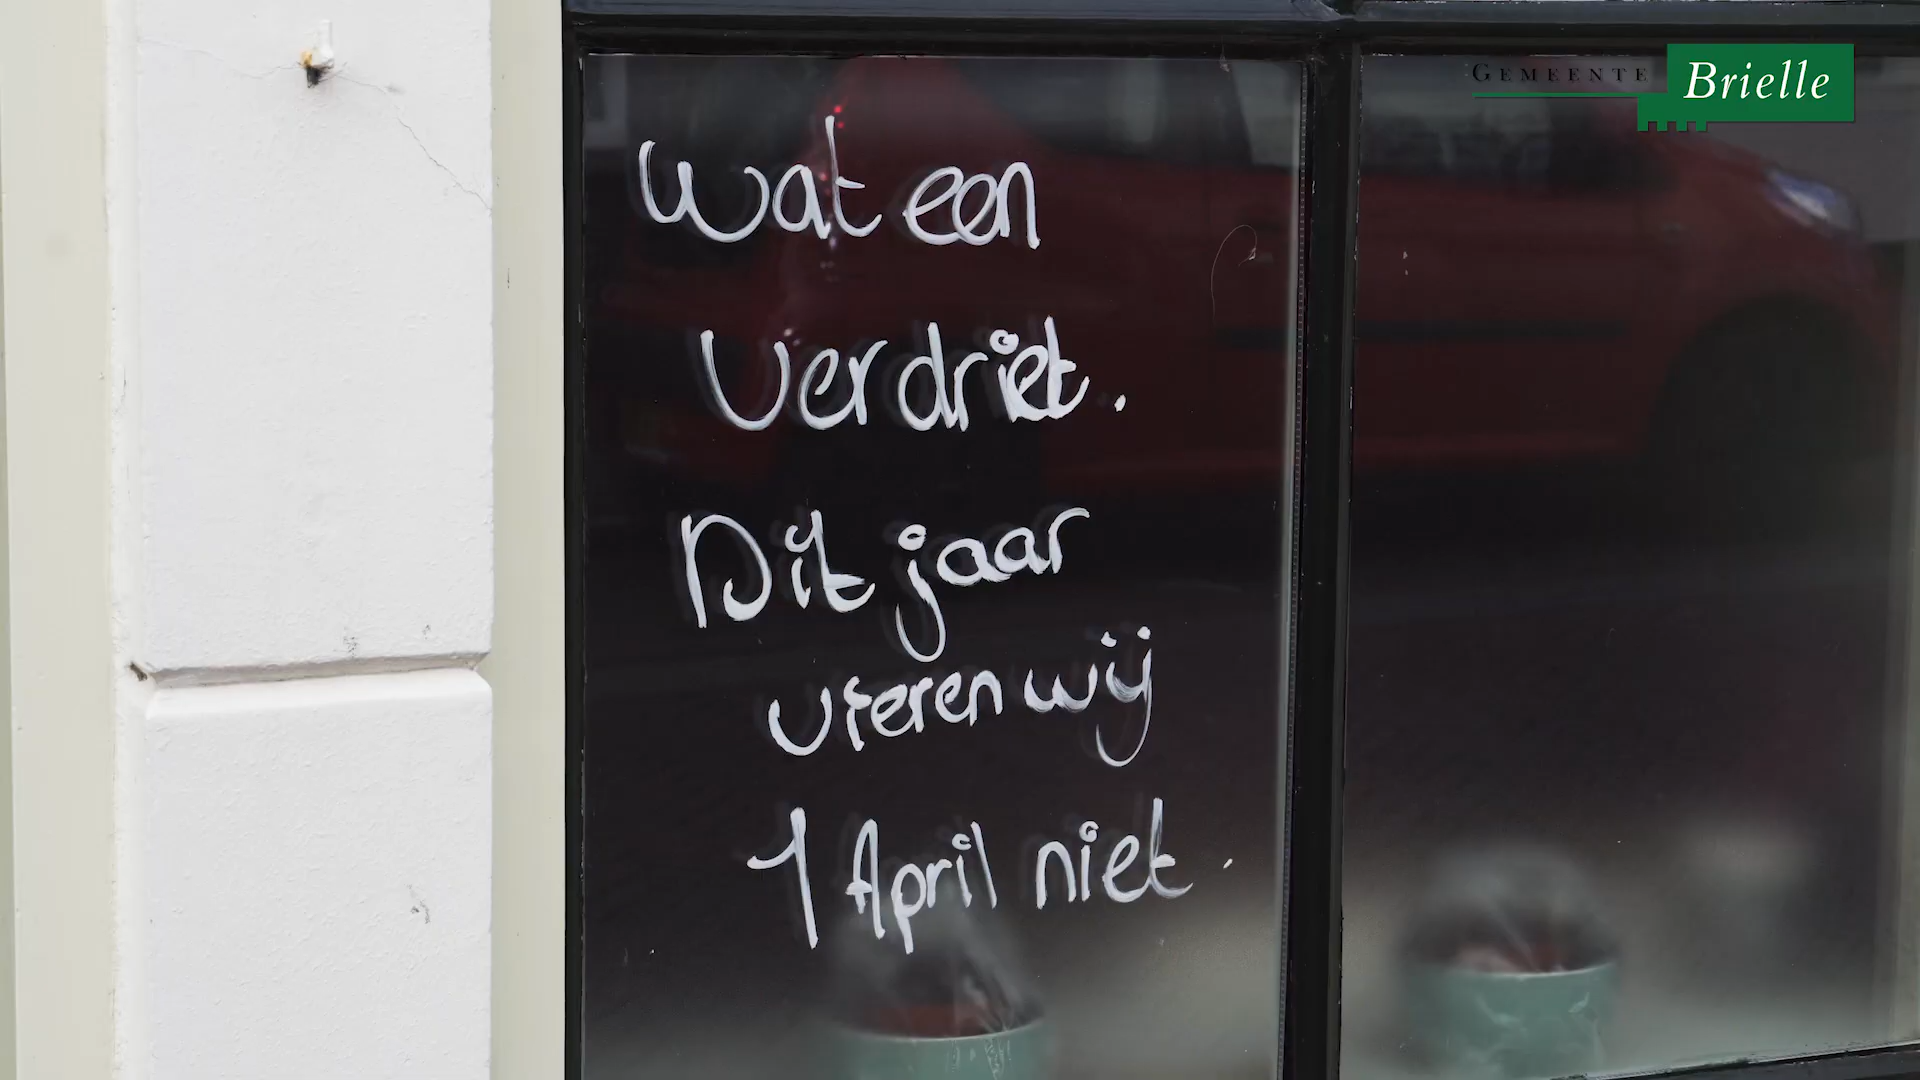 GEMEENTE Brielle
Wat een
Verdriet.
Dit jaar
vieren wij
1 April niet.